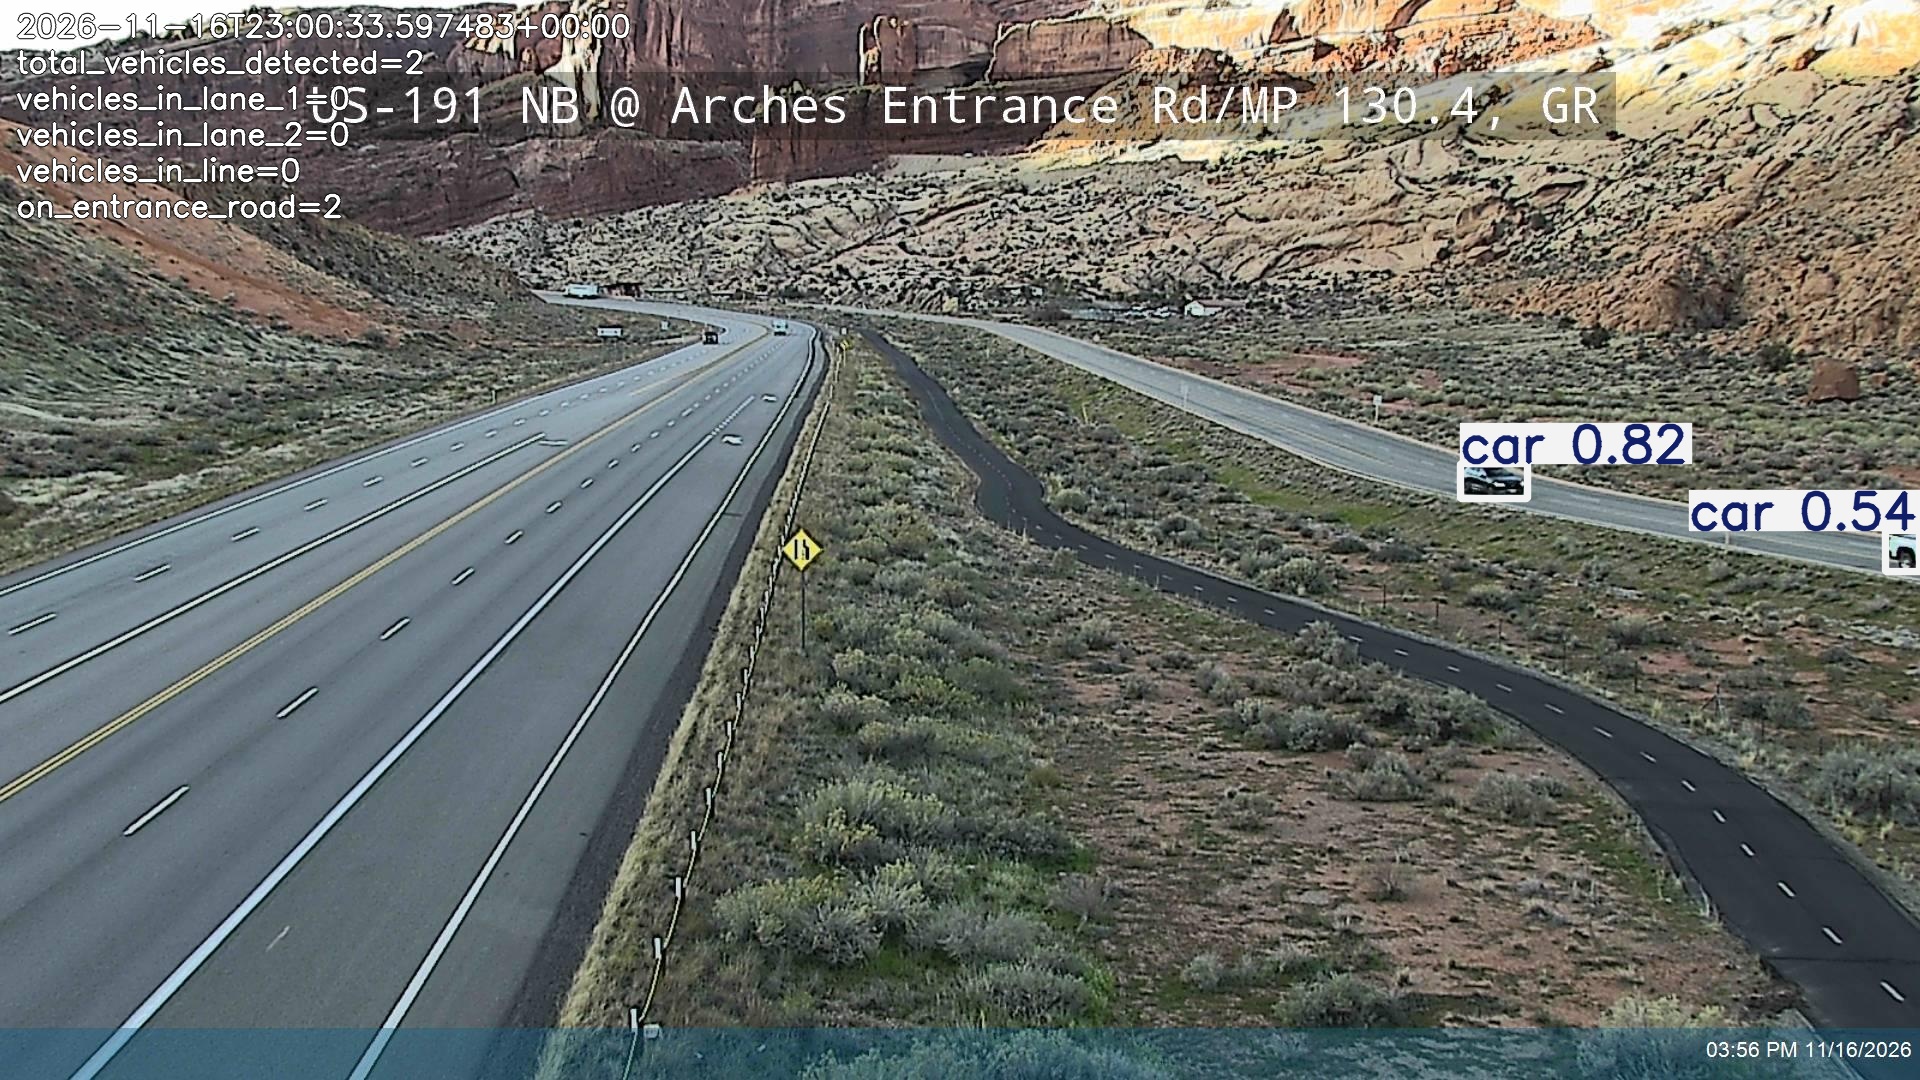 2026-11-16T23:00:33.597483+00:00
total_vehicles_detected=2
vehicles_in_lane_1=0
US-191 NB @ Arches Entrance Rd/MP 130.4, GR
vehicles_in_lane_2=0
vehicles_in_line=0
on_entrance_road=2
car 0.82
car 0.54
03:56 PM 11/16/2026